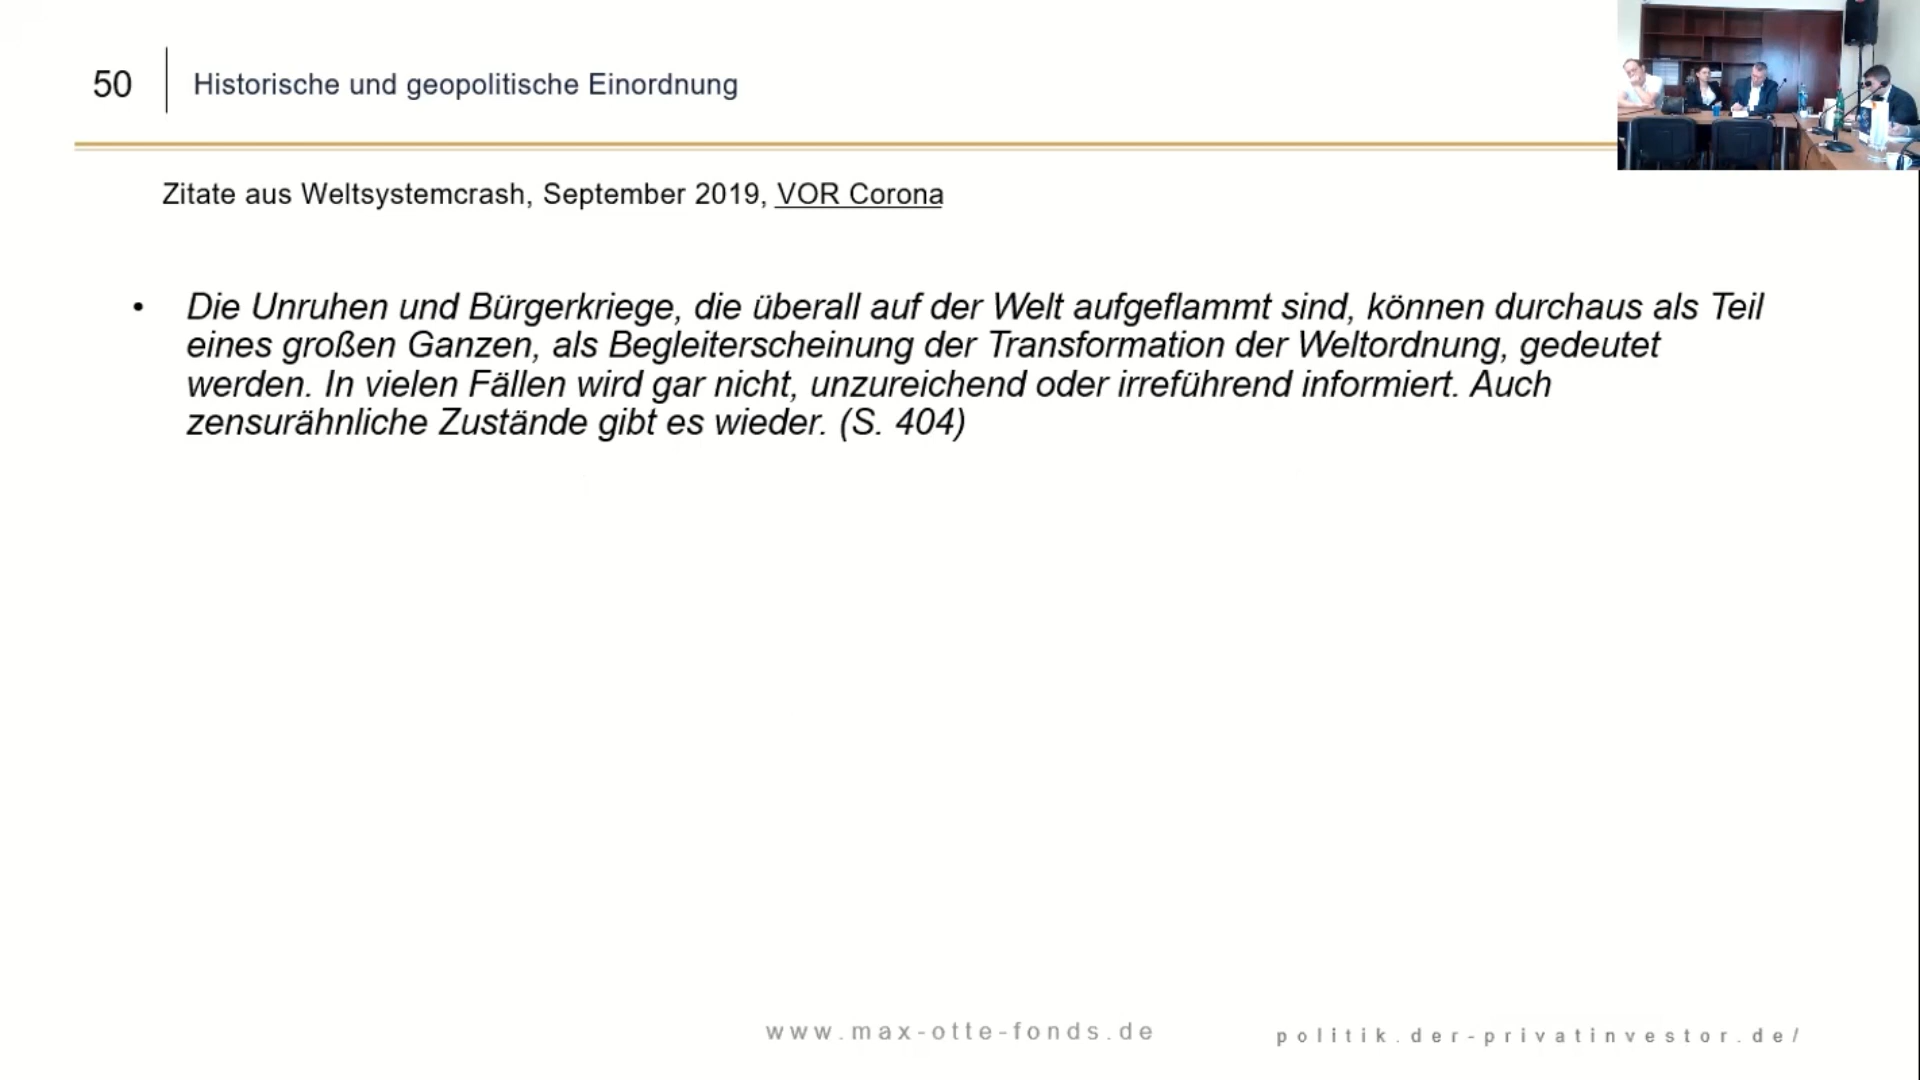 50
Historische und geopolitische Einordnung
Zitate aus Weltsystemcrash, September 2019, VOR Corona
• Die Unruhen und Bürgerkriege, die überall auf der Welt aufgeflammt sind, können durchaus als Teil
eines großen Ganzen, als Begleiterscheinung der Transformation der Weltordnung, gedeutet
werden. In vielen Fällen wird gar nicht, unzureichend oder irreführend informiert. Auch
zensurähnliche Zustände gibt es wieder. (S. 404)
www.max-otte-fonds.de
politik.der-privatinvestor.de/